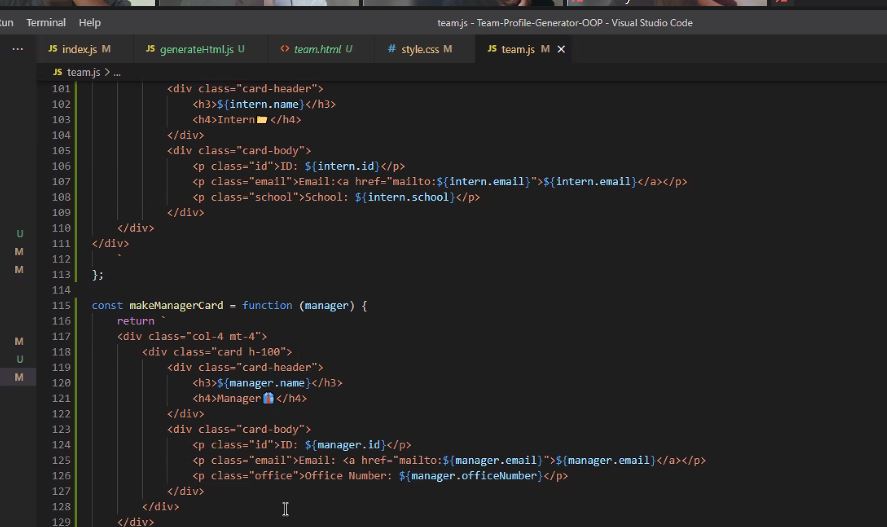 un Terminal Help team.js - Team-Profile-Generator-OOP - Visual Studio Code
... JS index.js M JS generateHtml.js U <> team.html U # style.css M JS team.js M ×
JS team.js > ...
101 <div class="card-header">
102 <h3>${intern.name}</h3>
103 <h4>Intern📂</h4>
104 </div>
105 <div class="card-body">
106 <p class="id">ID: ${intern.id}</p>
107 <p class="email">Email:<a href="mailto:${intern.email}">${intern.email}</a></p>
108 <p class="school">School: ${intern.school}</p>
109 </div>
U
110 </div>
M
111 </div>
112 `
M
113 };
114
115 const makeManagerCard = function (manager) {
116 return `
117 <div class="col-4 mt-4">
M
118 <div class="card h-100">
U
119 <div class="card-header">
M
120 <h3>${manager.name}</h3>
121 <h4>Manager👔</h4>
122 </div>
123 <div class="card-body">
124 <p class="id">ID: ${manager.id}</p>
125 <p class="email">Email: <a href="mailto:${manager.email}">${manager.email}</a></p>
126 <p class="office">Office Number: ${manager.officeNumber}</p>
127 </div>
128 </div>
129 </div>